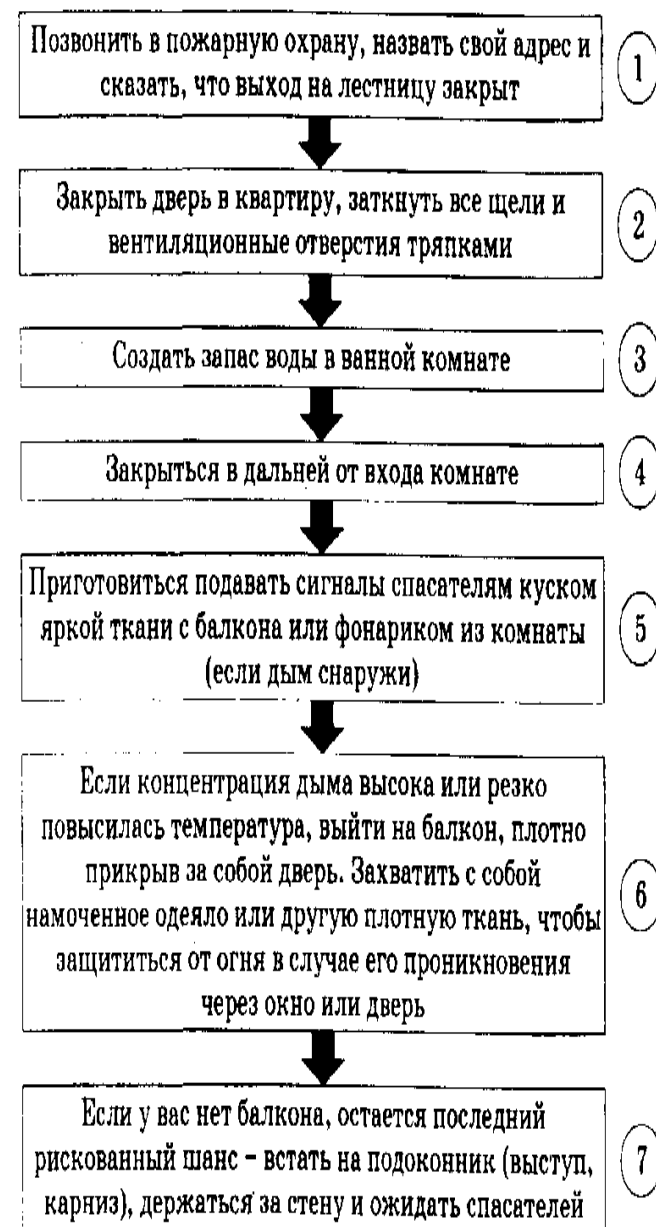 Позвонить в пожарную охрану, назвать свой адрес и
сказать, что выход на лестницу закрыт
1
Закрыть дверь в квартиру, заткнуть все щели и
вентиляционные отверстия тряпками
2
Создать запас воды в ванной комнате
3
Закрыться в дальней от входа комнате
4
Приготовиться подавать сигналы спасателям куском
яркой ткани с балкона или фонариком из комнаты
(если дым снаружи)
5
Если концентрация дыма высока или резко
повысилась температура, выйти на балкон, плотно
прикрыв за собой дверь. Захватить с собой
намоченное одеяло или другую плотную ткань, чтобы
защититься от огня в случае его проникновения
через окно или дверь
6
Если у вас нет балкона, остается последний
рискованный шанс – встать на подоконник (выступ,
карниз), держаться за стену и ожидать спасателей
7